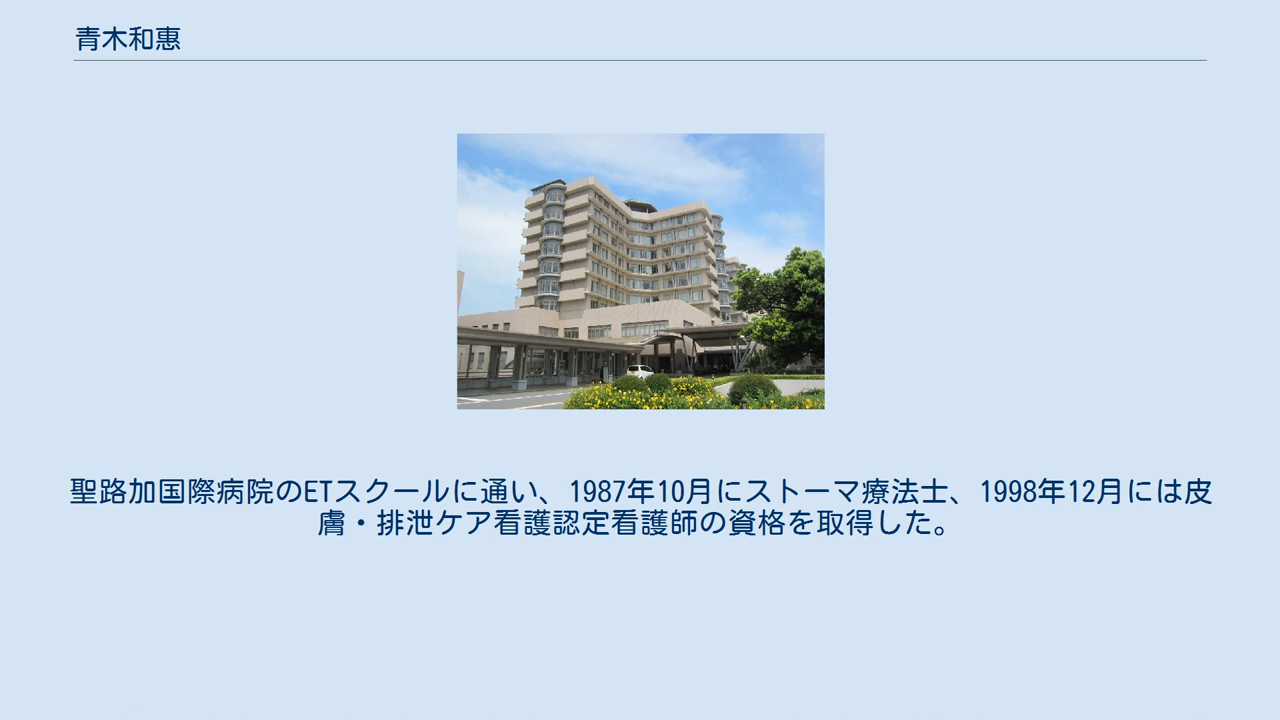 青木和惠
聖路加国際病院のETスクールに通い、1987年10月にストーマ療法士、1998年12月には皮
膚・排泄ケア看護認定看護師の資格を取得した。